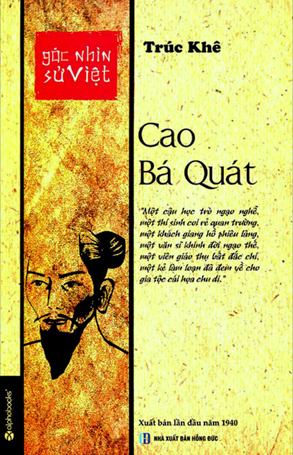 góc nhìn
sử việt
Trúc Khê
Cao
Bá Quát
"Một cậu học trò ngạo nghễ,
một thí sinh coi rẻ quan trường,
một khách giang hồ phiêu lãng,
một văn sĩ khinh đời ngạo thế,
một viên giáo thụ bất đắc chí,
một kẻ làm loạn đã đem về cho
gia tộc cái họa chu di."
Xuất bản lần đầu năm 1940
NHÀ XUẤT BẢN HỒNG ĐỨC
alphabooks